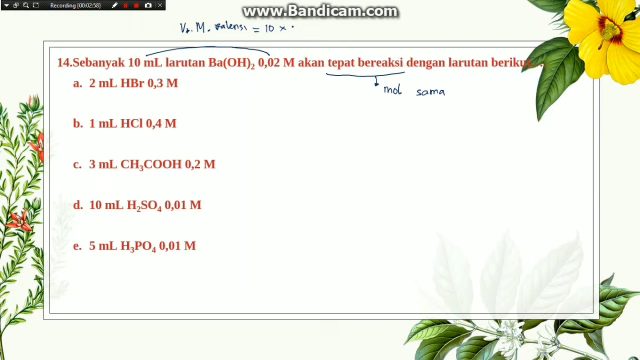 Recording [00:02:58]
www.Bandicam.com
V. M. valensi = 10 ×
14.Sebanyak 10 mL larutan Ba(OH)₂ 0,02 M akan tepat bereaksi dengan larutan
mol sama
a. 2 mL HBr 0,3 M
b. 1 mL HCl 0,4 M
c. 3 mL CH₃COOH 0,2 M
d. 10 mL H₂SO₄ 0,01 M
e. 5 mL H₃PO₄ 0,01 M